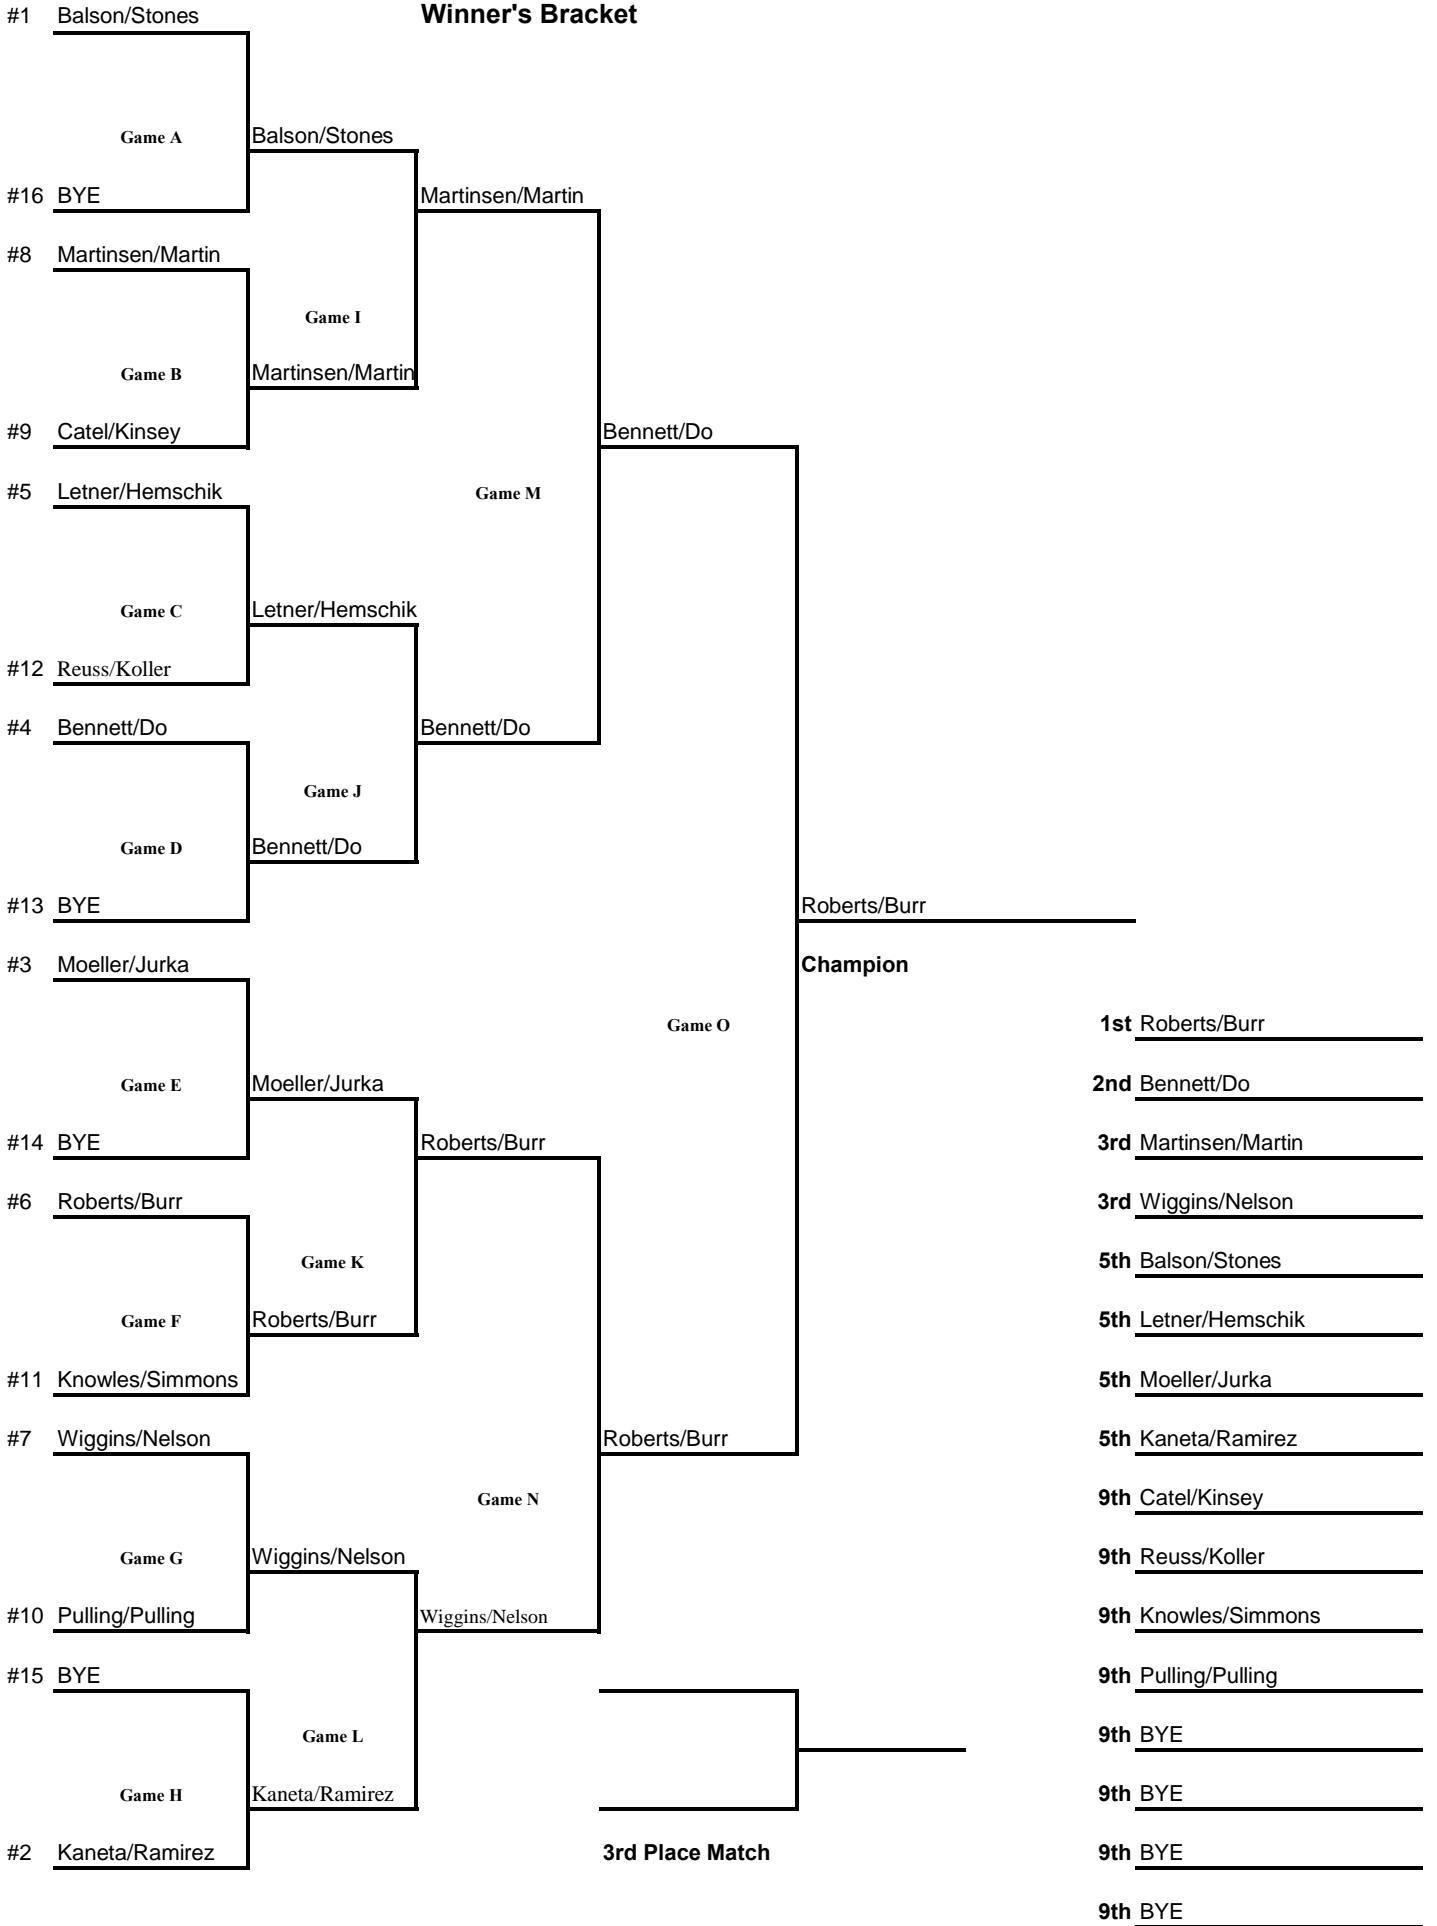 #1 Balson/Stones Winner's Bracket
Game A Balson/Stones
#16 BYE Martinsen/Martin
#8 Martinsen/Martin
Game I
Game B Martinsen/Martin
#9 Catel/Kinsey Bennett/Do
#5 Letner/Hemschik Game M
Game C Letner/Hemschik
#12 Reuss/Koller
#4 Bennett/Do Bennett/Do
Game J
Game D Bennett/Do
#13 BYE Roberts/Burr
#3 Moeller/Jurka Champion
Game O 1st Roberts/Burr
Game E Moeller/Jurka 2nd Bennett/Do
#14 BYE Roberts/Burr 3rd Martinsen/Martin
#6 Roberts/Burr 3rd Wiggins/Nelson
Game K 5th Balson/Stones
Game F Roberts/Burr 5th Letner/Hemschik
#11 Knowles/Simmons 5th Moeller/Jurka
#7 Wiggins/Nelson Roberts/Burr 5th Kaneta/Ramirez
Game N 9th Catel/Kinsey
Game G Wiggins/Nelson 9th Reuss/Koller
#10 Pulling/Pulling Wiggins/Nelson 9th Knowles/Simmons
#15 BYE 9th Pulling/Pulling
Game L 9th BYE
Game H Kaneta/Ramirez 9th BYE
#2 Kaneta/Ramirez 3rd Place Match 9th BYE
9th BYE